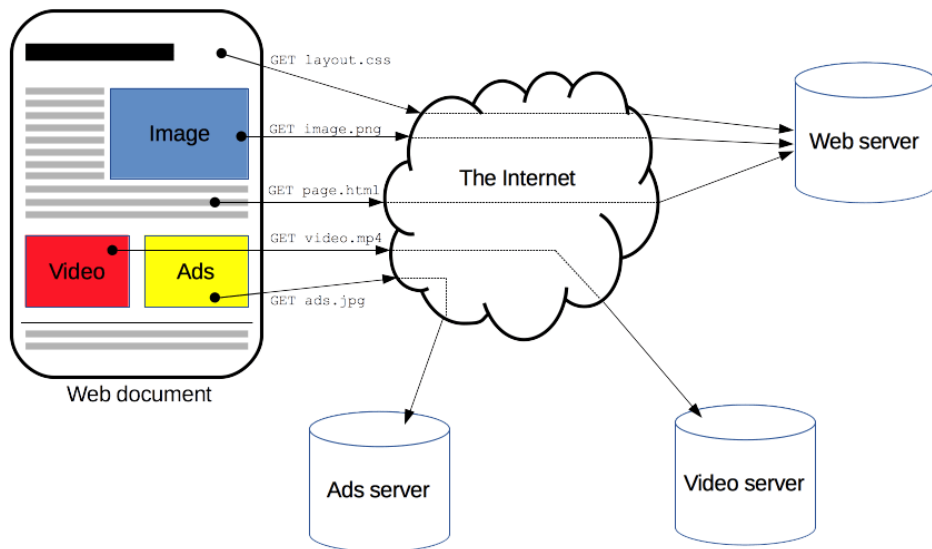 GET layout.css
Image
GET image.png
Web server
The Internet
GET page.html
GET video.mp4
Video
Ads
GET ads.jpg
Web document
Ads server
Video server